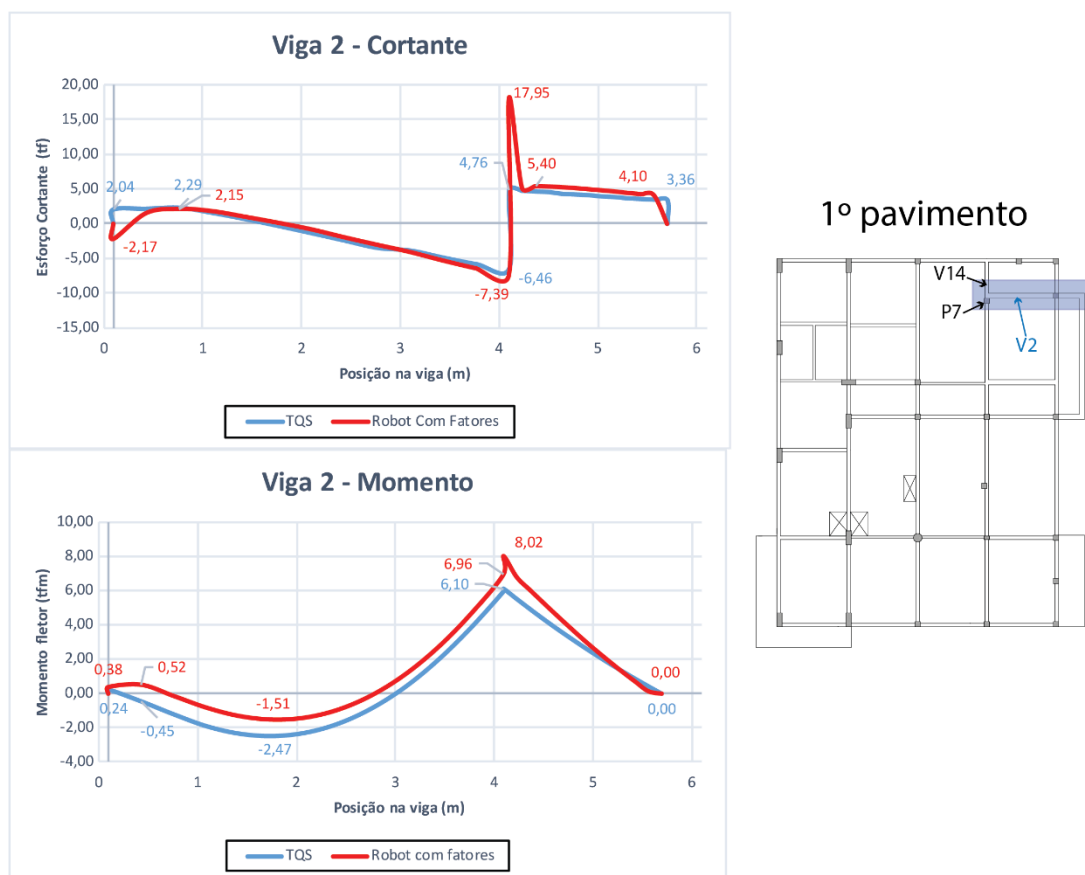 Viga 2 - Cortante
Esforço Cortante (tf)
20,00
15,00
10,00
5,00
0,00
-5,00
-10,00
-15,00
2,04
-2,17
2,29
2,15
4,76
17,95
5,40
-6,46
-7,39
4,10
3,36
0 1 2 3 4 5 6
Posição na viga (m)
TQS Robot Com Fatores
Viga 2 - Momento
Momento fletor (tfm)
10,00
8,00
6,00
4,00
2,00
0,00
-2,00
-4,00
0,38
0,52
0,24
-0,45
-1,51
-2,47
8,02
6,96
6,10
0,00
0,00
0 1 2 3 4 5 6
Posição na viga (m)
TQS Robot com fatores
1º pavimento
V14
P7
V2